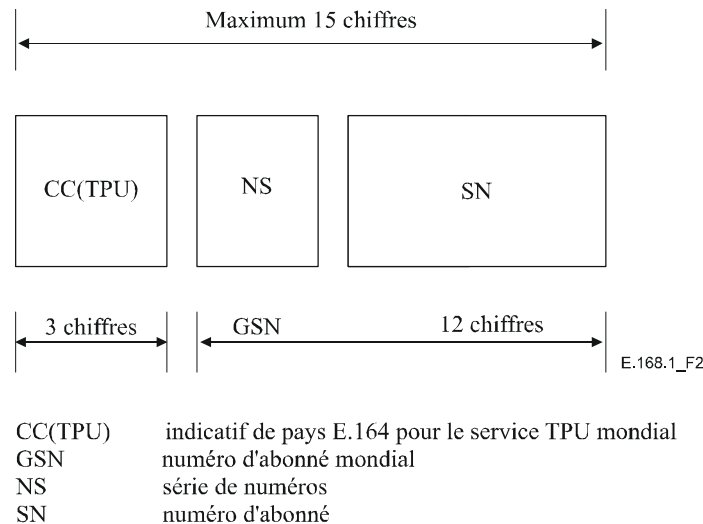 Maximum 15 chiffres
CC(TPU) NS SN
3 chiffres GSN 12 chiffres
E.168.1_F2
CC(TPU) indicatif de pays E.164 pour le service TPU mondial
GSN numéro d'abonné mondial
NS série de numéros
SN numéro d'abonné